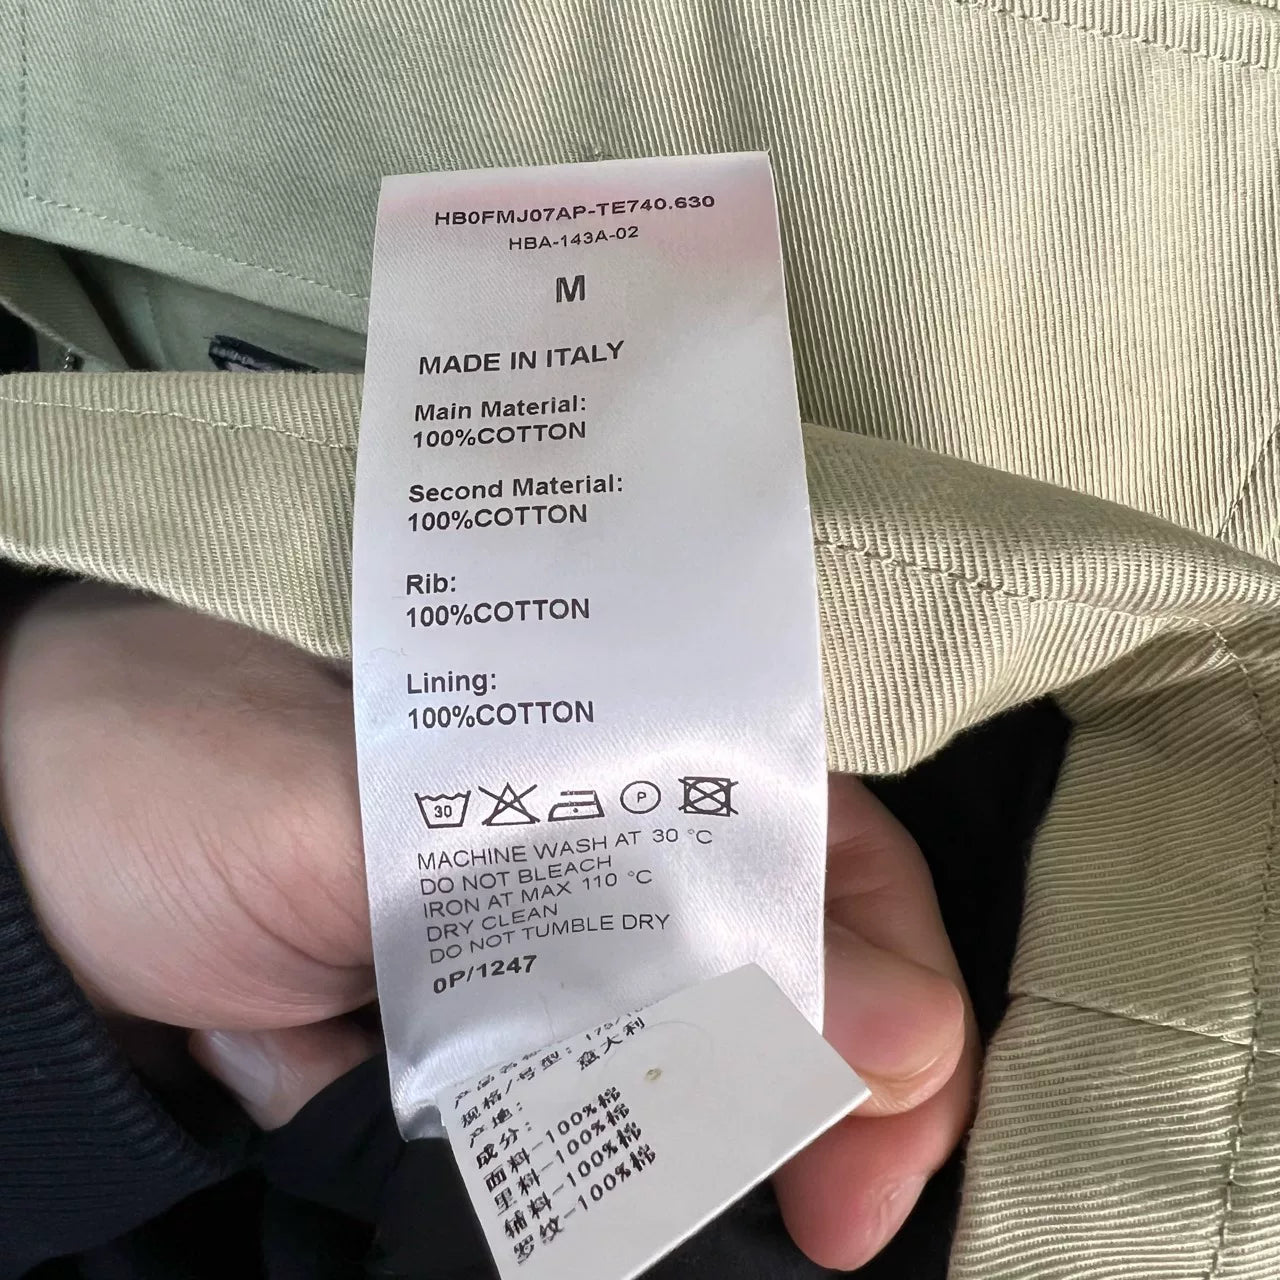 HB0FMJ07AP-TE740.630
HBA-143A-02
M
MADE IN ITALY
Main Material:
100%COTTON
Second Material:
100%COTTON
Rib:
100%COTTON
Lining:
100%COTTON
30
P
MACHINE WASH AT 30 °C
DO NOT BLEACH
IRON AT MAX 110 °C
DRY CLEAN
DO NOT TUMBLE DRY
0P/1247
规格/号型:
产地: 意大利
成分:
面料-100%棉
里料-100%棉
辅料-100%棉
罗纹-100%棉